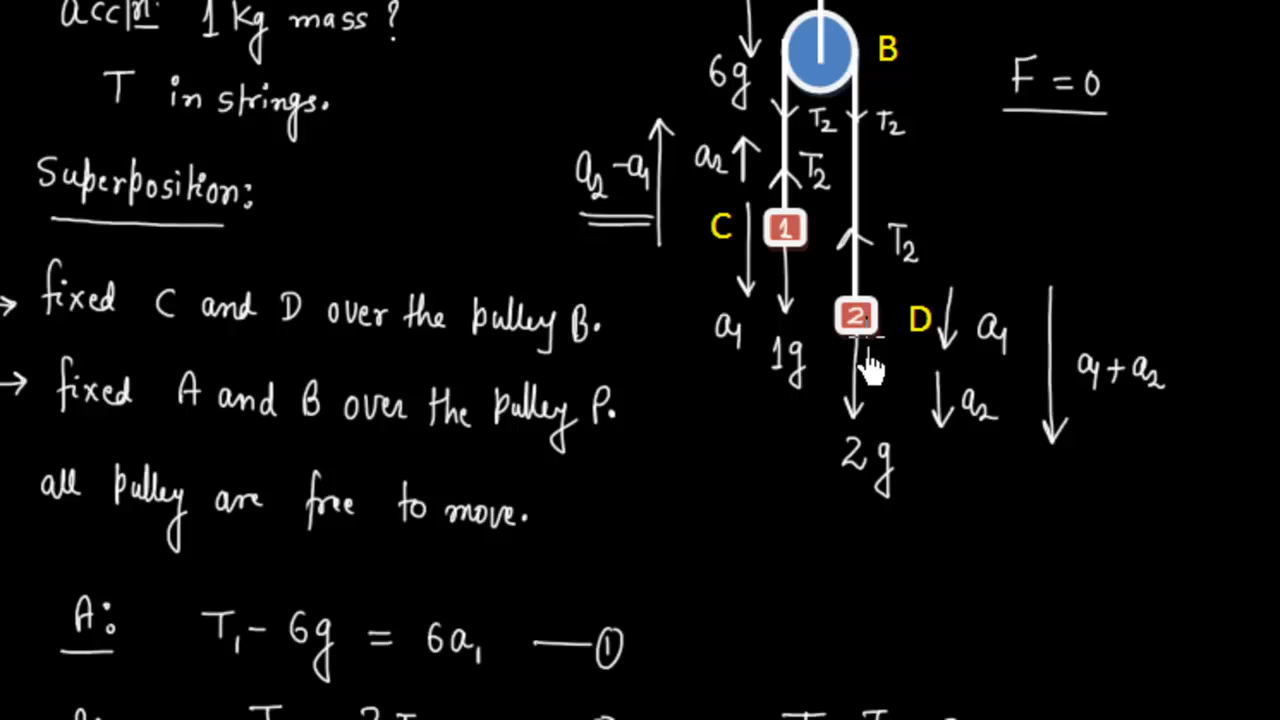 accln 1 kg mass?
T in strings.
Superposition:
fixed C and D over the pulley B.
fixed A and B over the pulley P.
all pulley are free to move.
A: T₁ - 6g = 6a₁ —①
6g
B
F = 0
T₂ T₂
a₂ - a₁
a₂
T₂
C
1
T₂
a₁
1g
2
D
a₁
a₂
a₁ + a₂
2g